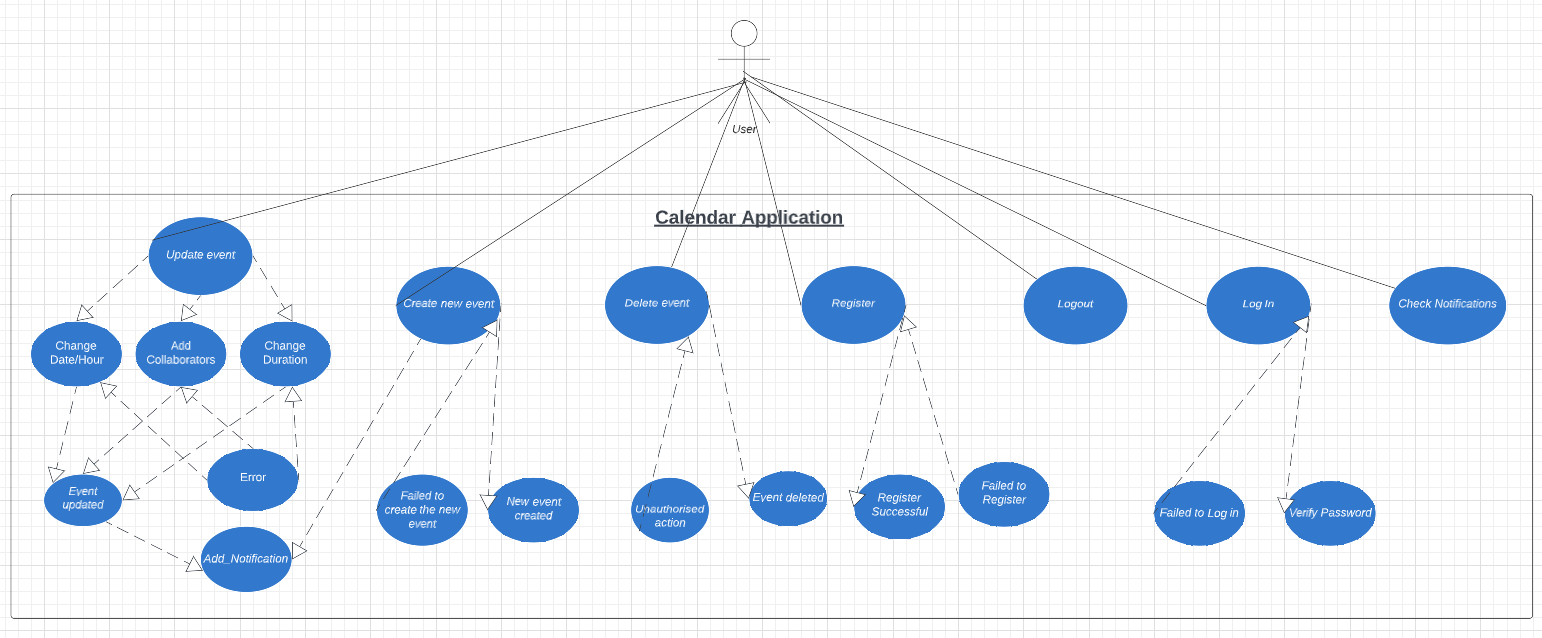 User
Calendar Application
Update event
Create new event
Delete event
Register
Logout
Log In
Check Notifications
Change
Date/Hour
Add
Collaborators
Change
Duration
Event
updated
Error
Add_Notification
Failed to
create the new
event
New event
created
Unauthorised
action
Event deleted
Register
Successful
Failed to
Register
Failed to Log in
Verify Password